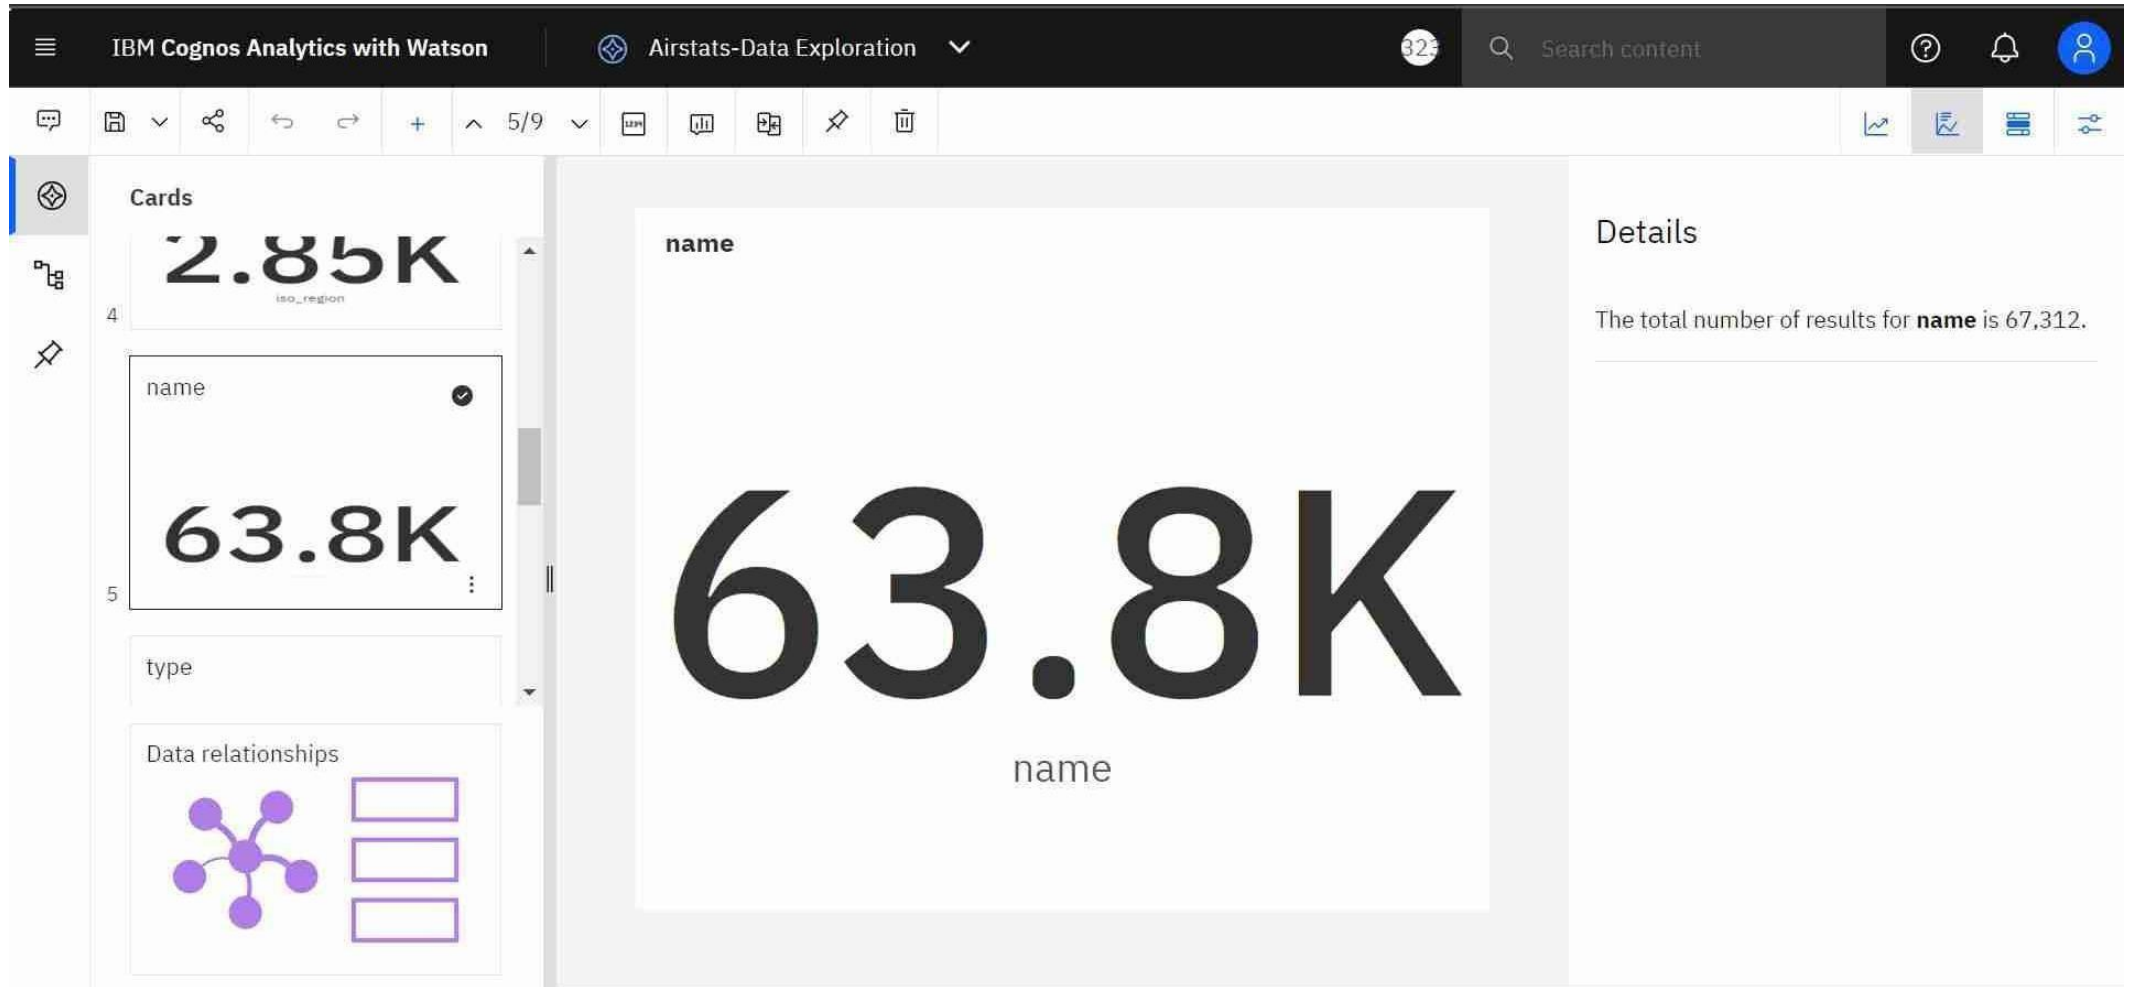 IBM Cognos Analytics with Watson
Airstats-Data Exploration
323
Search content
5/9
1234
Cards
2.85K
iso_region
4
name
63.8K
5
type
Data relationships
name
63.8K
name
Details
The total number of results for name is 67,312.